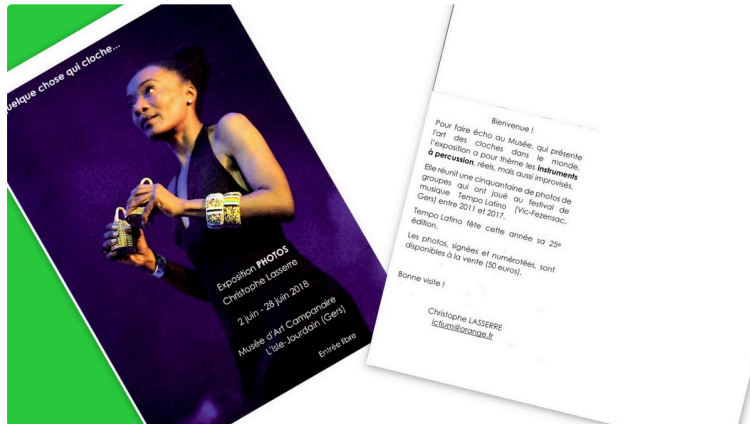 uelque chose qui cloche...
Exposition PHOTOS
Christophe Lasserre
2 juin - 28 juin 2018
Musée d'Art Campanaire
L'Isle-Jourdain (Gers)
Entrée libre
Bienvenue !
Pour faire écho au Musée, qui présente
l'art des cloches dans le monde,
l'exposition a pour thème les instruments
à percussion, réels, mais aussi improvisés.
Elle réunit une cinquantaine de photos de
groupes qui ont joué au festival de
musique Tempo Latino (Vic-Fezensac,
Gers) entre 2011 et 2017.
Tempo Latino fête cette année sa 25e
édition.
Les photos, signées et numérotées, sont
disponibles à la vente (50 euros).
Bonne visite !
Christophe LASSERRE
ictium@orange.fr